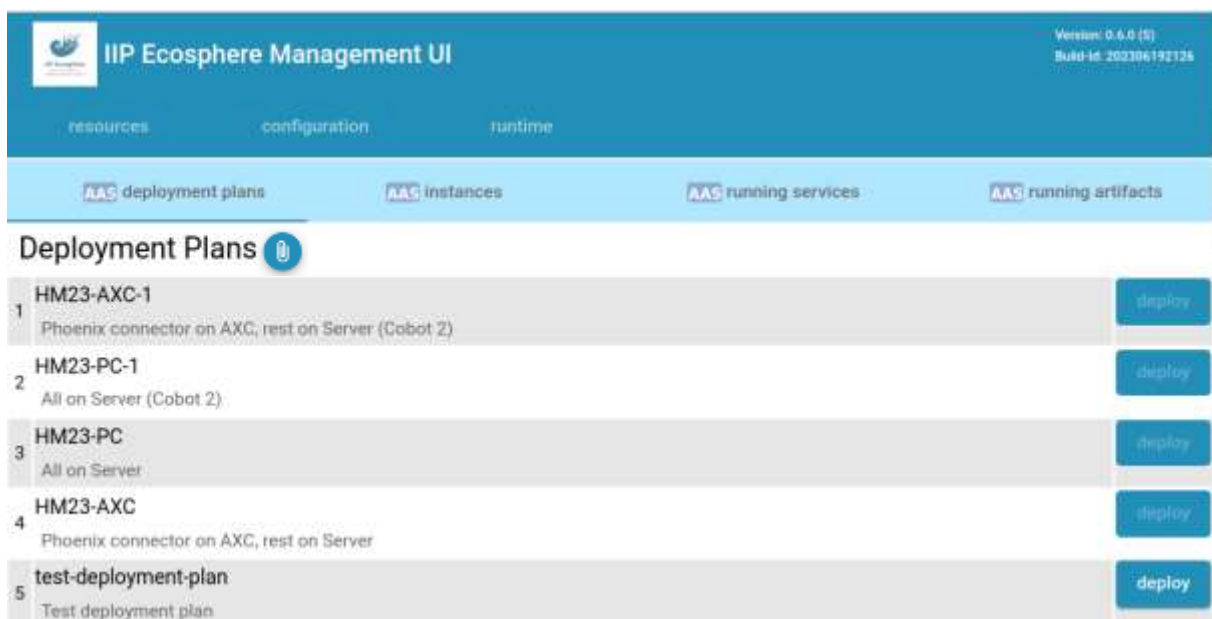 IIP Ecosphere Management UI
Version: 0.6.0 (S)
Build-Id: 202306192126
resources configuration runtime
AAS deployment plans AAS instances AAS running services AAS running artifacts
Deployment Plans
1 HM23-AXC-1 deploy
Phoenix connector on AXC, rest on Server (Cobot 2)
2 HM23-PC-1 deploy
All on Server (Cobot 2)
3 HM23-PC deploy
All on Server
4 HM23-AXC deploy
Phoenix connector on AXC, rest on Server
5 test-deployment-plan deploy
Test deployment plan